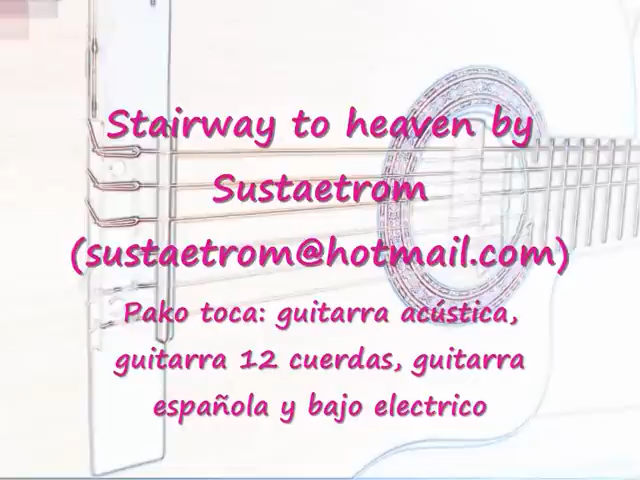 Stairway to heaven by
Sustaetrom
(sustaetrom@hotmail.com)
Pako toca: guitarra acústica,
guitarra 12 cuerdas, guitarra
española y bajo electrico